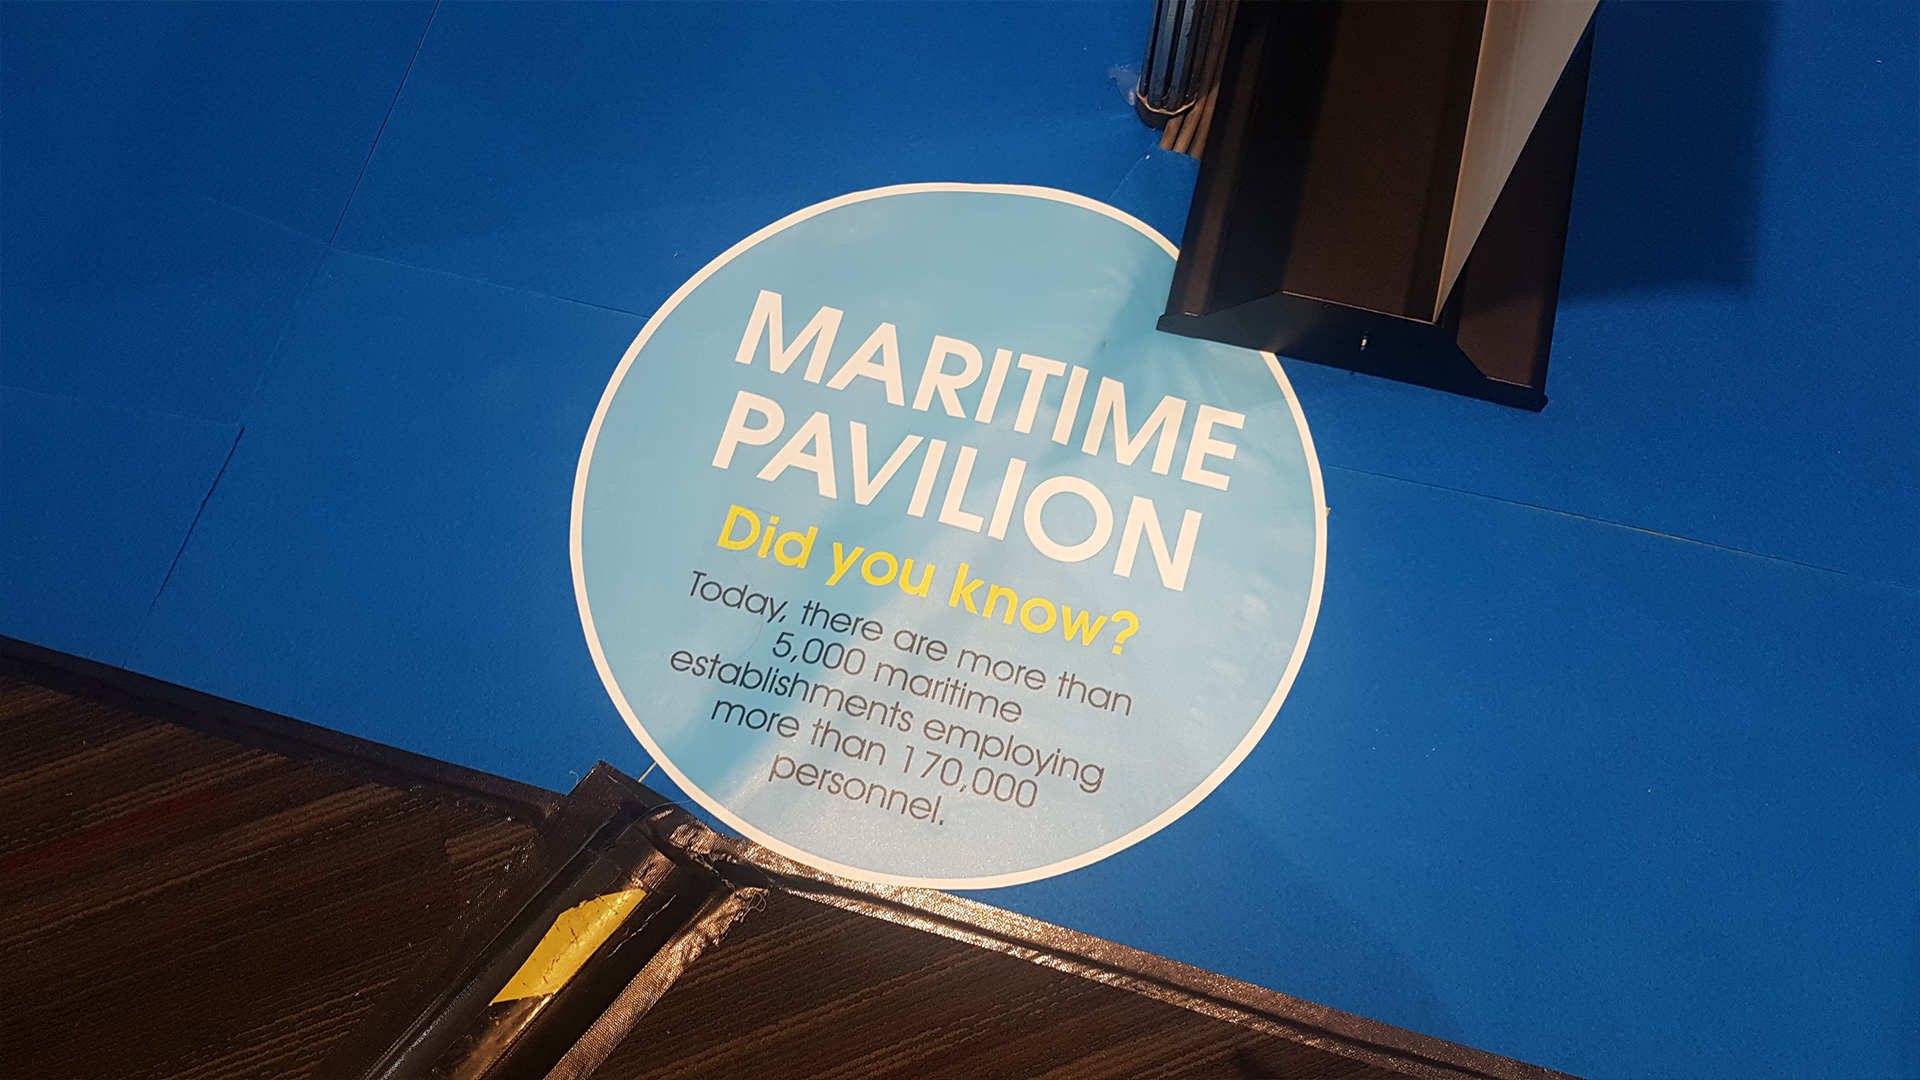 MARITIME
PAVILION
Did you know?
Today, there are more than
5,000 maritime
establishments employing
more than 170,000
personnel.